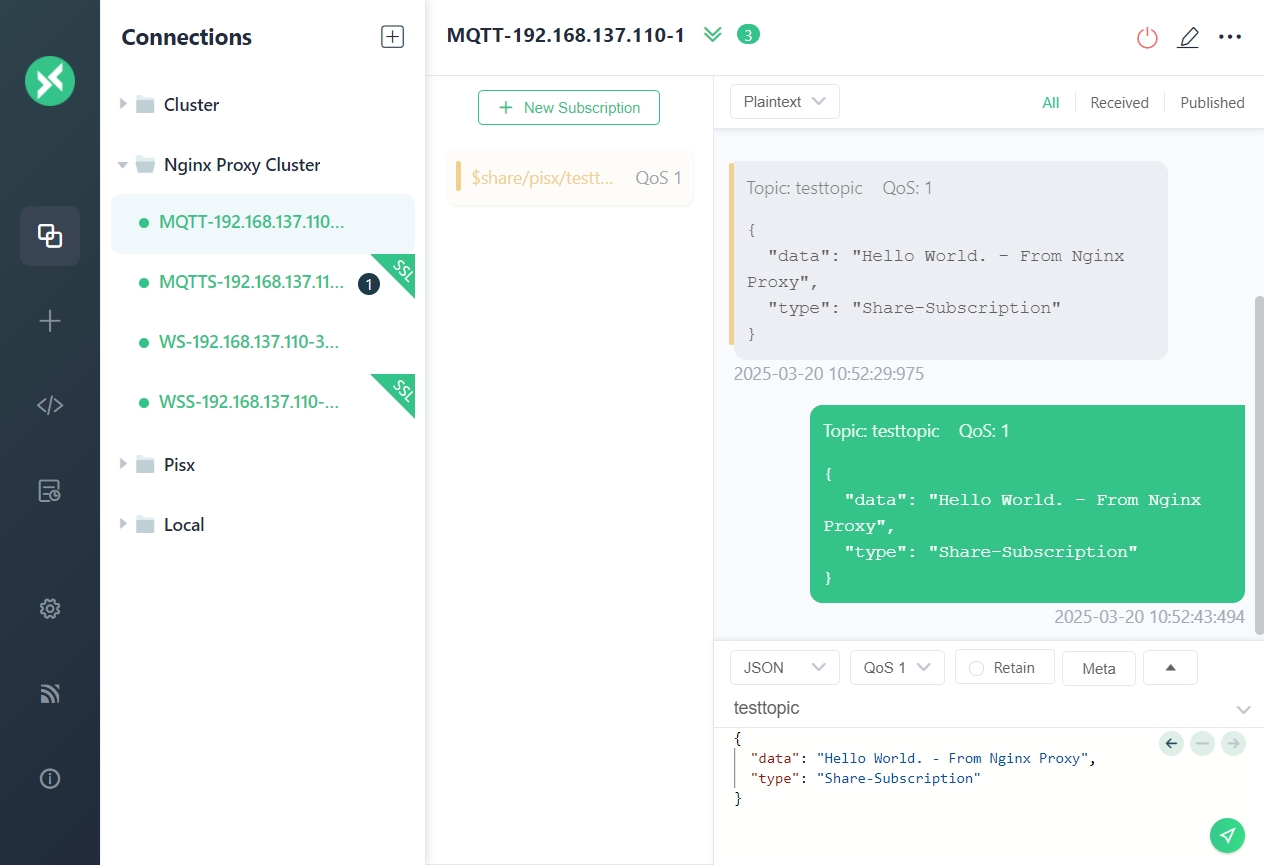 Connections
Cluster
Nginx Proxy Cluster
MQTT-192.168.137.110...
MQTTS-192.168.137.11...
1
SSL
WS-192.168.137.110-3...
WSS-192.168.137.110-...
SSL
Pisx
Local
MQTT-192.168.137.110-1
3
New Subscription
$share/pisx/testt...
QoS 1
Plaintext
All
Received
Published
Topic: testtopic QoS: 1
{
"data": "Hello World. - From Nginx
Proxy",
"type": "Share-Subscription"
}
2025-03-20 10:52:29:975
Topic: testtopic QoS: 1
{
"data": "Hello World. - From Nginx
Proxy",
"type": "Share-Subscription"
}
2025-03-20 10:52:43:494
JSON
QoS 1
Retain
Meta
testtopic
{
"data": "Hello World. - From Nginx Proxy",
"type": "Share-Subscription"
}